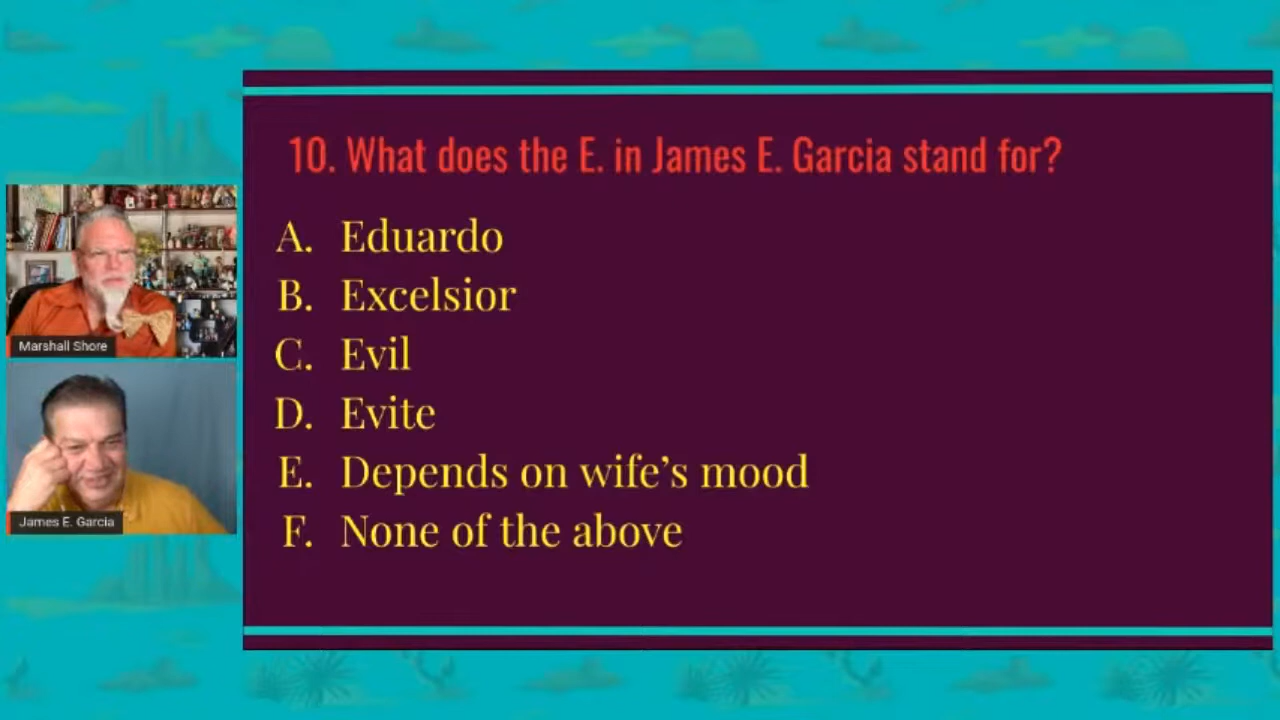 10. What does the E. in James E. Garcia stand for?
A. Eduardo
B. Excelsior
C. Evil
D. Evite
E. Depends on wife’s mood
F. None of the above
Marshall Shore
James E. Garcia